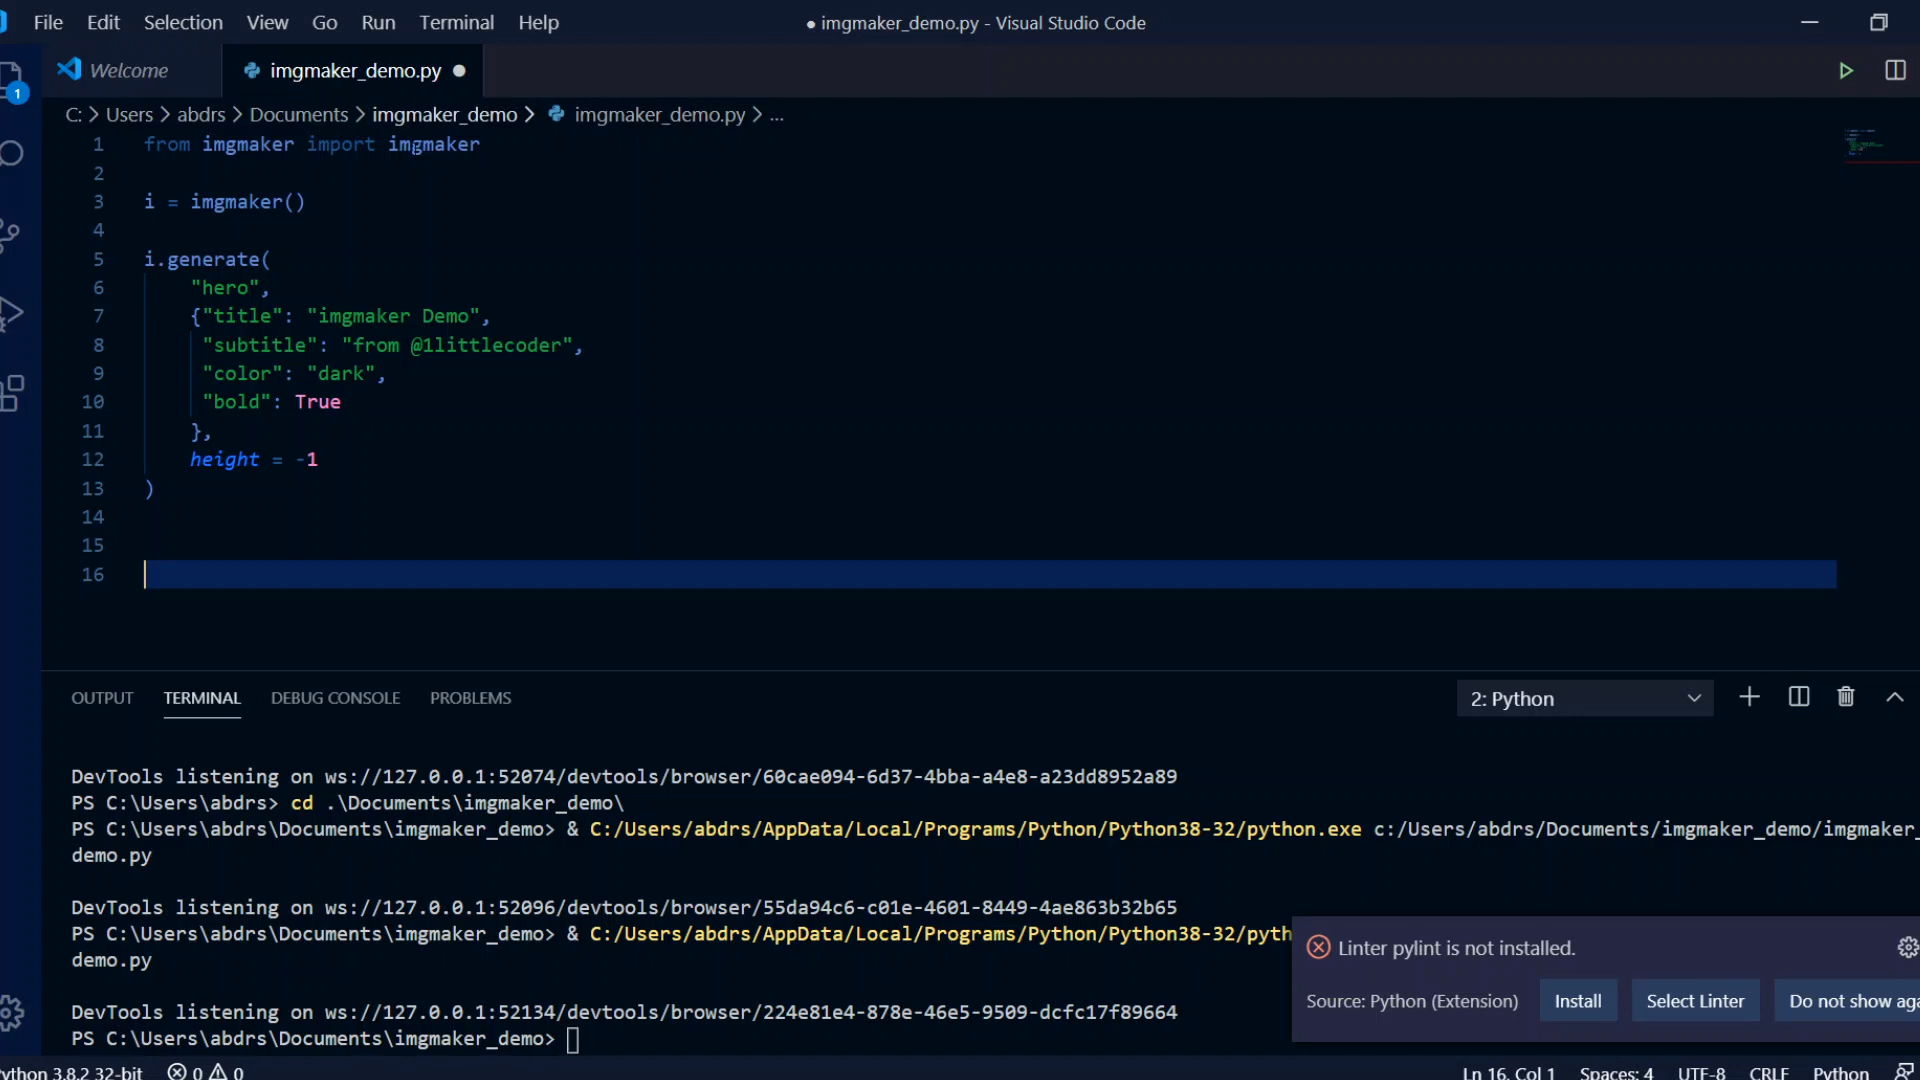 File Edit Selection View Go Run Terminal Help ● imgmaker_demo.py - Visual Studio Code
Welcome imgmaker_demo.py ●
1
C: > Users > abdrs > Documents > imgmaker_demo > imgmaker_demo.py > ...
1 from imgmaker import imgmaker
2
3 i = imgmaker()
4
5 i.generate(
6 "hero",
7 {"title": "imgmaker Demo",
8 "subtitle": "from @1littlecoder",
9 "color": "dark",
10 "bold": True
11 },
12 height = -1
13 )
14
15
16
OUTPUT TERMINAL DEBUG CONSOLE PROBLEMS 2: Python
DevTools listening on ws://127.0.0.1:52074/devtools/browser/60cae094-6d37-4bba-a4e8-a23dd8952a89
PS C:\Users\abdrs> cd .\Documents\imgmaker_demo\
PS C:\Users\abdrs\Documents\imgmaker_demo> & C:/Users/abdrs/AppData/Local/Programs/Python/Python38-32/python.exe c:/Users/abdrs/Documents/imgmaker_demo/imgmaker_
demo.py
DevTools listening on ws://127.0.0.1:52096/devtools/browser/55da94c6-c01e-4601-8449-4ae863b32b65
PS C:\Users\abdrs\Documents\imgmaker_demo> & C:/Users/abdrs/AppData/Local/Programs/Python/Python38-32/pyth
demo.py
Linter pylint is not installed.
Source: Python (Extension) Install Select Linter Do not show aga
DevTools listening on ws://127.0.0.1:52134/devtools/browser/224e81e4-878e-46e5-9509-dcfc17f89664
PS C:\Users\abdrs\Documents\imgmaker_demo>
ython 3.8.2 32-bit 0 0 Ln 16, Col 1 Spaces: 4 UTF-8 CRLF Python